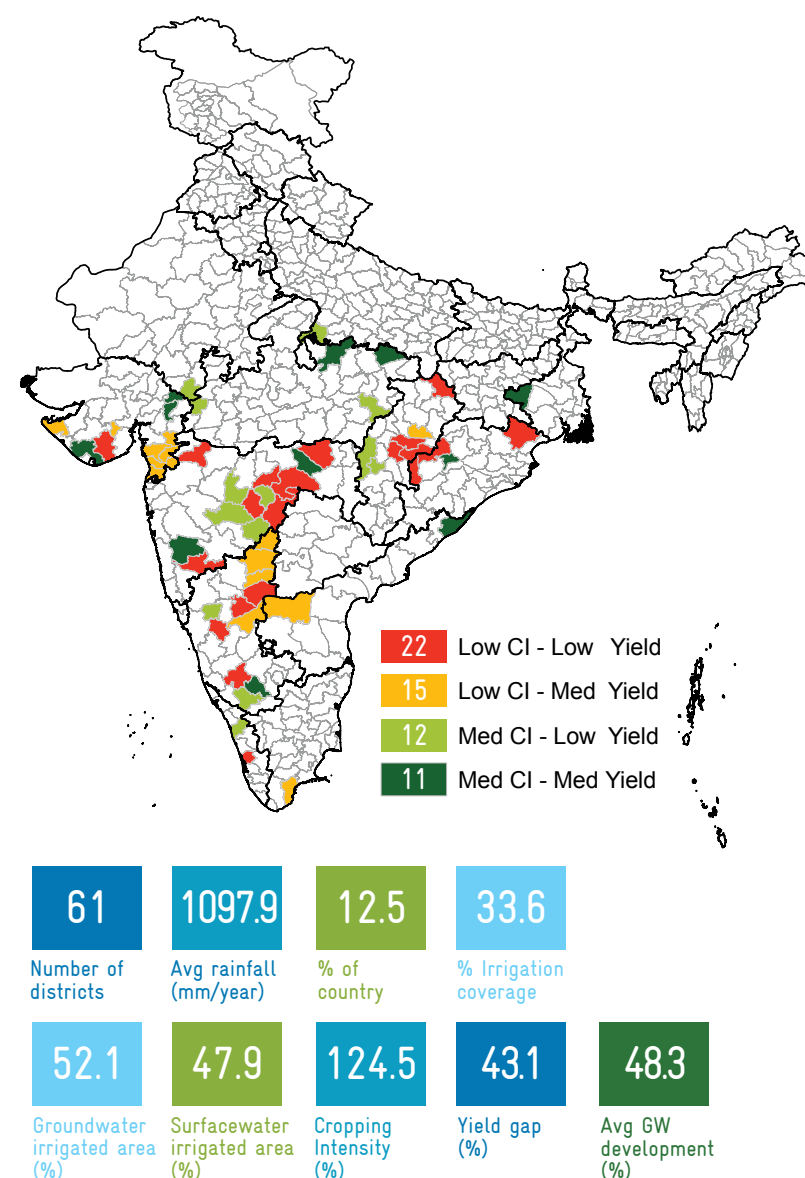 22 Low CI - Low Yield
15 Low CI - Med Yield
12 Med CI - Low Yield
11 Med CI - Med Yield
61
Number of
districts
1097.9
Avg rainfall
(mm/year)
12.5
% of
country
33.6
% Irrigation
coverage
52.1
Groundwater
irrigated area
(%)
47.9
Surfacewater
irrigated area
(%)
124.5
Cropping
Intensity
(%)
43.1
Yield gap
(%)
48.3
Avg GW
development
(%)